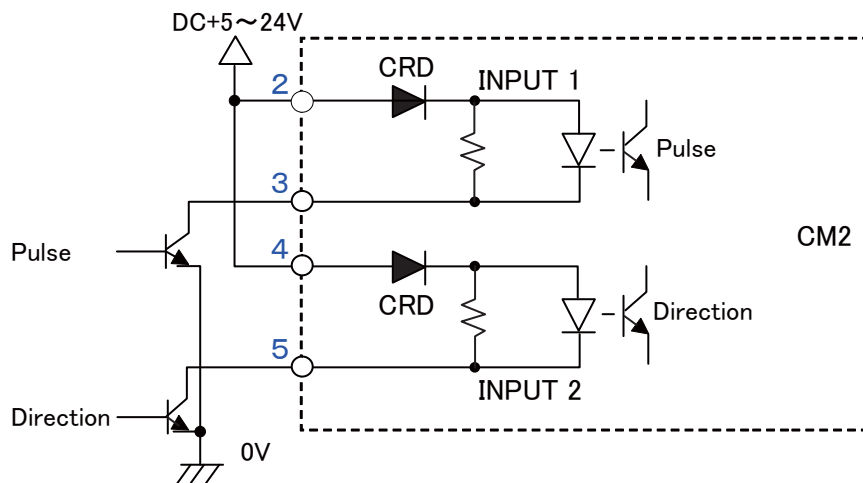 DC+5～24V
CRD
INPUT 1
2
Pulse
3
Pulse
4
CM2
CRD
Direction
5
INPUT 2
Direction
0V